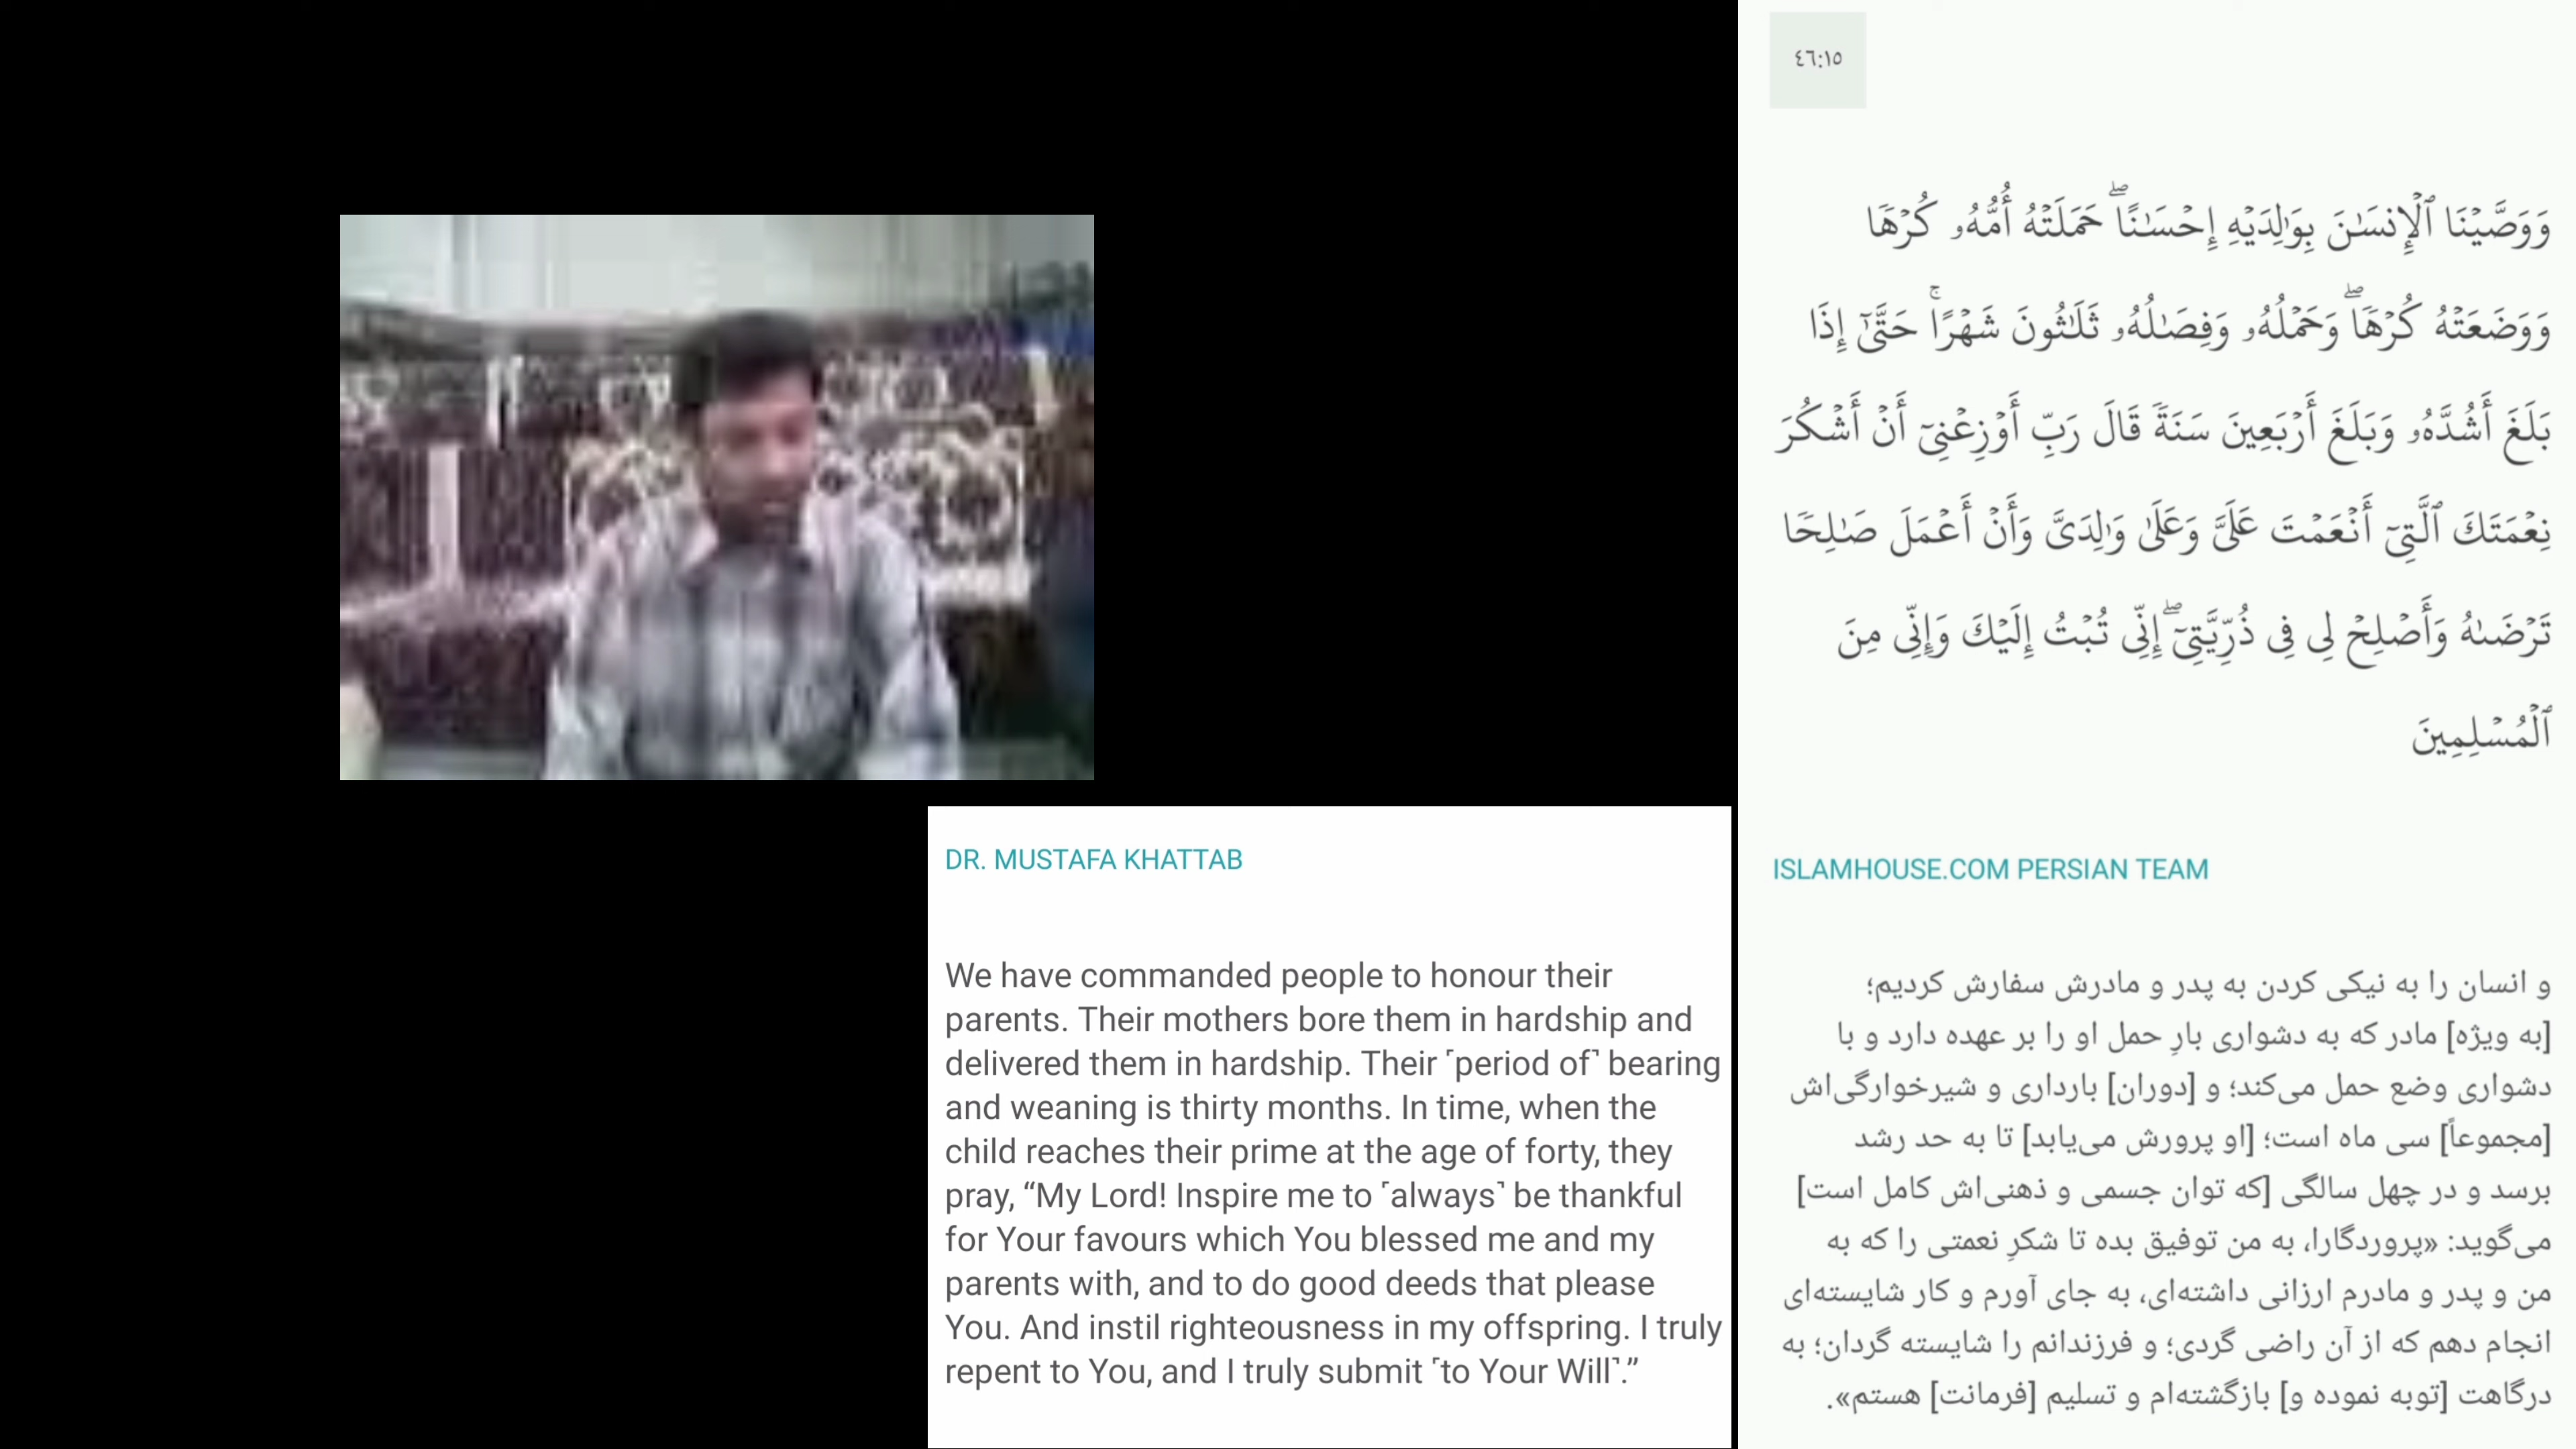 ٤٦:١٥
وَوَصَّيْنَا ٱلْإِنسَـٰنَ بِوَٰلِدَيْهِ إِحْسَـٰنًا ۖ حَمَلَتْهُ أُمُّهُۥ كُرْهًا
وَوَضَعَتْهُ كُرْهًا ۖ وَحَمْلُهُۥ وَفِصَـٰلُهُۥ ثَلَـٰثُونَ شَهْرًا ۚ حَتَّىٰٓ إِذَا
بَلَغَ أَشُدَّهُۥ وَبَلَغَ أَرْبَعِينَ سَنَةً قَالَ رَبِّ أَوْزِعْنِىٓ أَنْ أَشْكُرَ
نِعْمَتَكَ ٱلَّتِىٓ أَنْعَمْتَ عَلَىَّ وَعَلَىٰ وَٰلِدَىَّ وَأَنْ أَعْمَلَ صَـٰلِحًا
تَرْضَىٰهُ وَأَصْلِحْ لِى فِى ذُرِّيَّتِىٓ ۖ إِنِّى تُبْتُ إِلَيْكَ وَإِنِّى مِنَ
ٱلْمُسْلِمِينَ
ISLAMHOUSE.COM PERSIAN TEAM
و انسان را به نیکی کردن به پدر و مادرش سفارش کردیم؛
[به ویژه] مادر که به دشواری بارِ حمل او را بر عهده دارد و با
دشواری وضع حمل می‌کند؛ و [دوران] بارداری و شیرخوارگی‌اش
[مجموعاً] سی ماه است؛ [او پرورش می‌یابد] تا به حد رشد
برسد و در چهل سالگی [که توان جسمی و ذهنی‌اش کامل است]
می‌گوید: «پروردگارا، به من توفیق بده تا شکرِ نعمتی را که به
من و پدر و مادرم ارزانی داشته‌ای، به جای آورم و کار شایسته‌ای
انجام دهم که از آن راضی گردی؛ و فرزندانم را شایسته گردان؛ به
درگاهت [توبه نموده و] بازگشته‌ام و تسلیم [فرمانت] هستم».
DR. MUSTAFA KHATTAB
We have commanded people to honour their
parents. Their mothers bore them in hardship and
delivered them in hardship. Their ˹period of˺ bearing
and weaning is thirty months. In time, when the
child reaches their prime at the age of forty, they
pray, “My Lord! Inspire me to ˹always˺ be thankful
for Your favours which You blessed me and my
parents with, and to do good deeds that please
You. And instil righteousness in my offspring. I truly
repent to You, and I truly submit ˹to Your Will˺.”